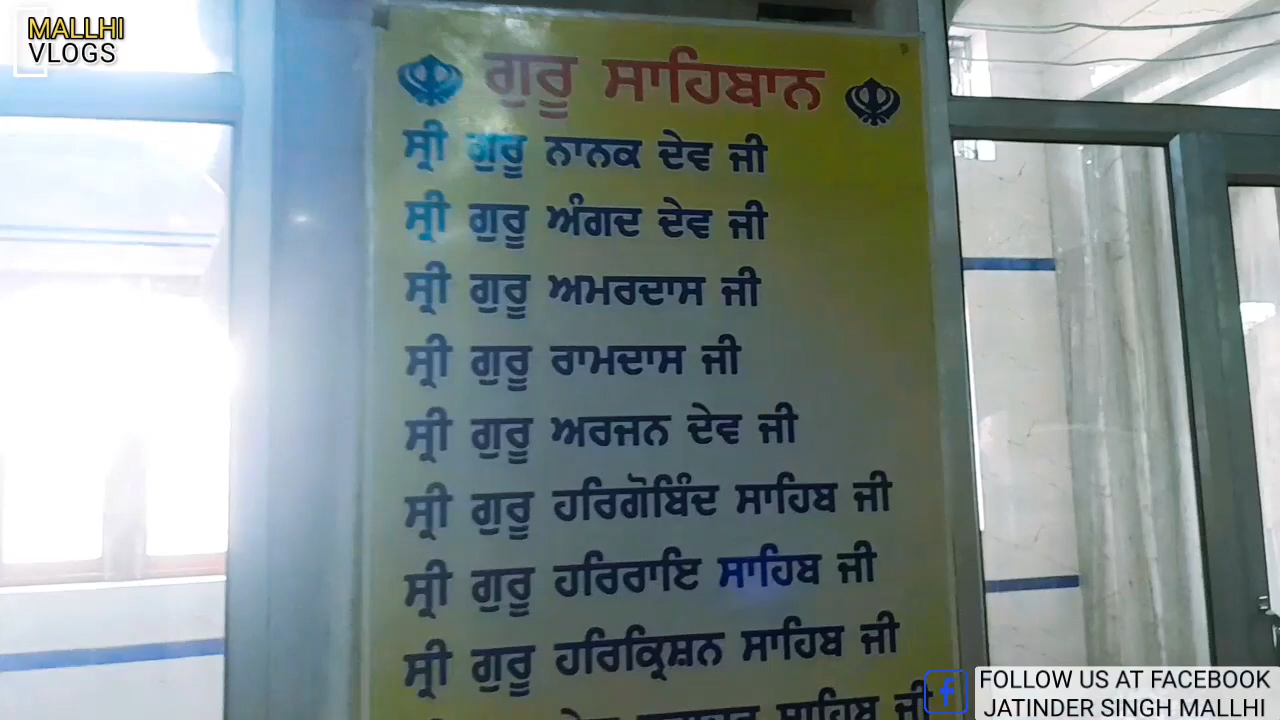 MALLHI
VLOGS
ਗੁਰੂ ਸਾਹਿਬਾਨ
ਸ੍ਰੀ ਗੁਰੂ ਨਾਨਕ ਦੇਵ ਜੀ
ਸ੍ਰੀ ਗੁਰੂ ਅੰਗਦ ਦੇਵ ਜੀ
ਸ੍ਰੀ ਗੁਰੂ ਅਮਰਦਾਸ ਜੀ
ਸ੍ਰੀ ਗੁਰੂ ਰਾਮਦਾਸ ਜੀ
ਸ੍ਰੀ ਗੁਰੂ ਅਰਜਨ ਦੇਵ ਜੀ
ਸ੍ਰੀ ਗੁਰੂ ਹਰਿਗੋਬਿੰਦ ਸਾਹਿਬ ਜੀ
ਸ੍ਰੀ ਗੁਰੂ ਹਰਿਰਾਇ ਸਾਹਿਬ ਜੀ
ਸ੍ਰੀ ਗੁਰੂ ਹਰਿਕ੍ਰਿਸ਼ਨ ਸਾਹਿਬ ਜੀ
ਸਾਹਿਬ ਜੀ
FOLLOW US AT FACEBOOK
JATINDER SINGH MALLHI